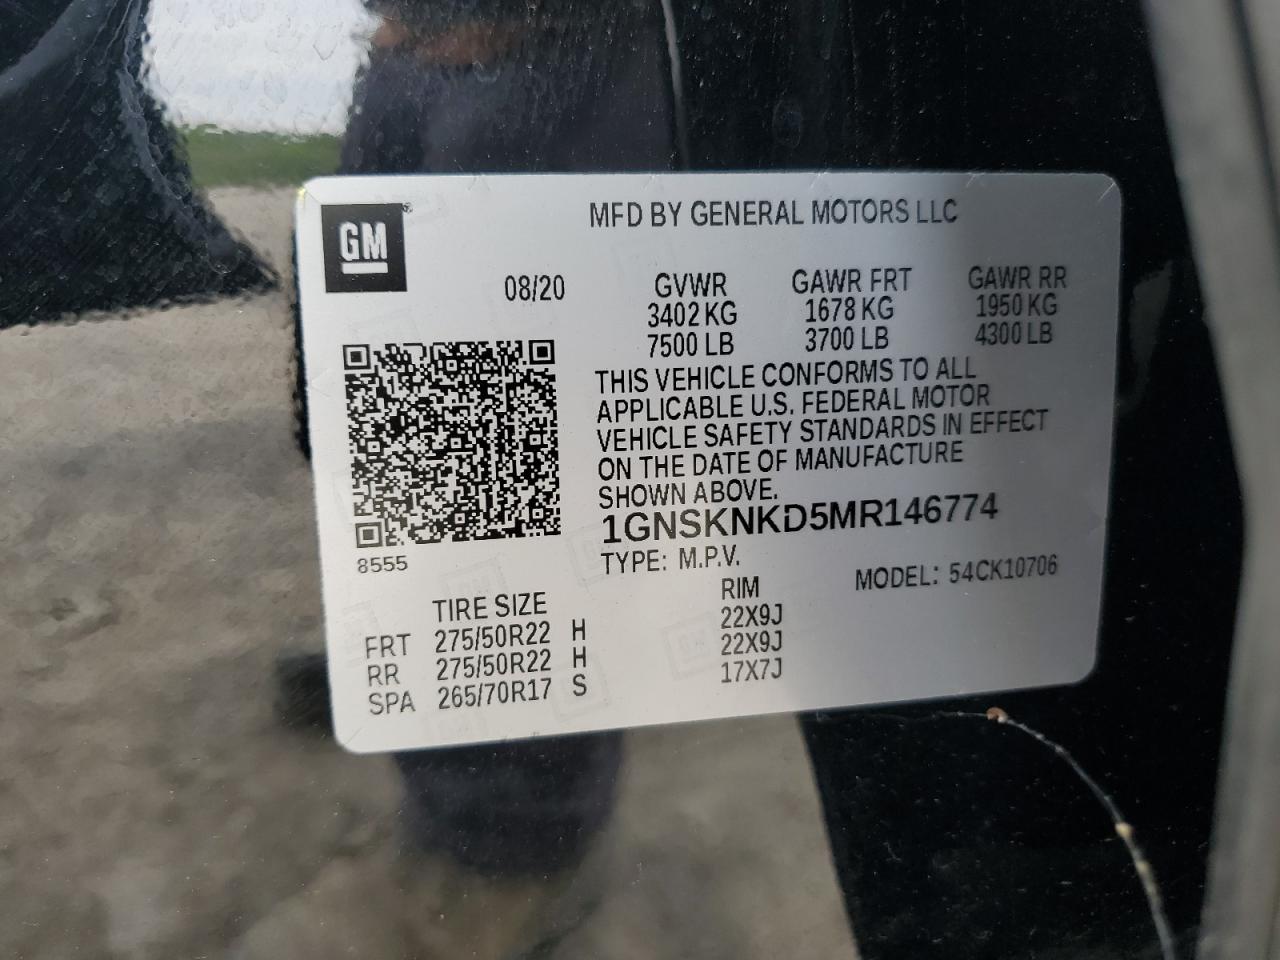 GM®
MFD BY GENERAL MOTORS LLC
08/20 GVWR GAWR FRT GAWR RR
3402 KG 1678 KG 1950 KG
7500 LB 3700 LB 4300 LB
THIS VEHICLE CONFORMS TO ALL
APPLICABLE U.S. FEDERAL MOTOR
VEHICLE SAFETY STANDARDS IN EFFECT
ON THE DATE OF MANUFACTURE
SHOWN ABOVE.
1GNSKNKD5MR146774
8555
TYPE: M.P.V. MODEL: 54CK10706
TIRE SIZE RIM
FRT 275/50R22 H 22X9J
RR 275/50R22 H 22X9J
SPA 265/70R17 S 17X7J